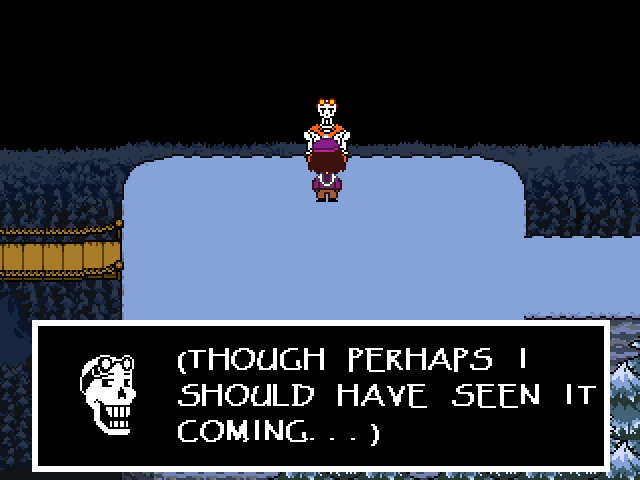 (THOUGH PERHAPS I
SHOULD HAVE SEEN IT
COMING...)